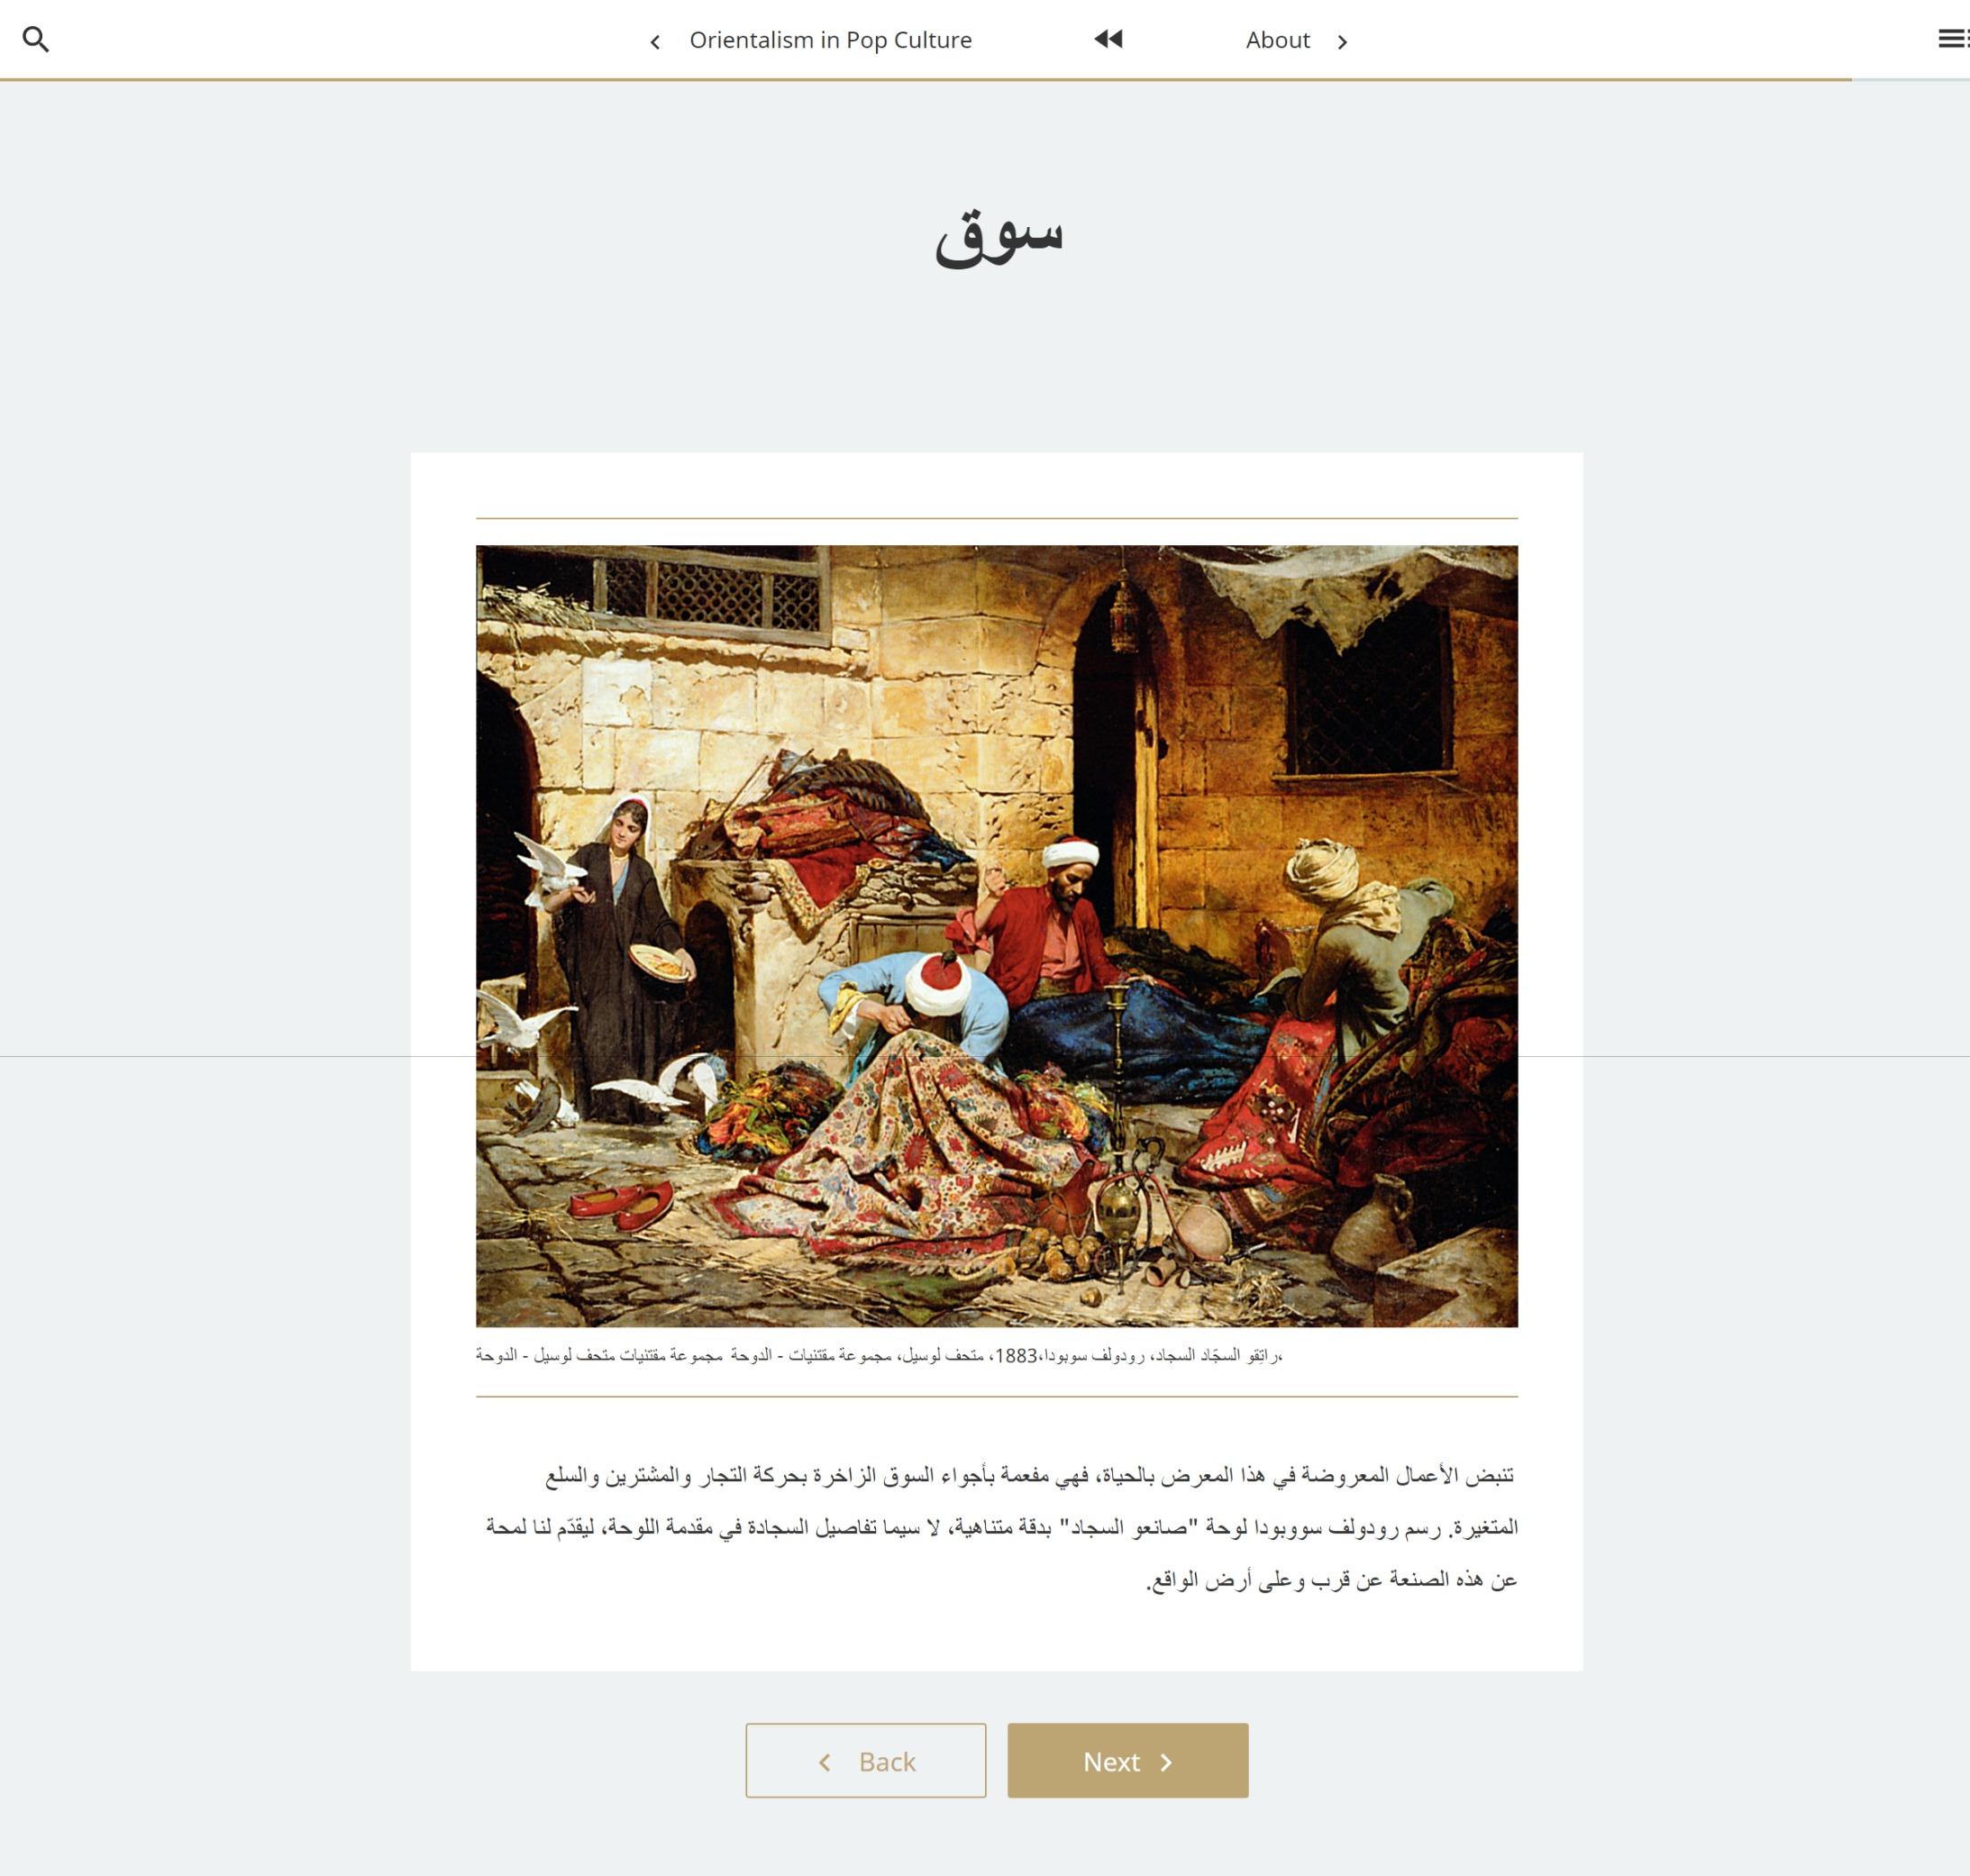 Orientalism in Pop Culture
About
سوق
راتِقو السجّاد السجاد، رودولف سوبودا،1883، متحف لوسيل، مجموعة مقتنيات - الدوحة  مجموعة مقتنيات متحف لوسيل - الدوحة،
تنبض الأعمال المعروضة في هذا المعرض بالحياة، فهي مفعمة بأجواء السوق الزاخرة بحركة التجار والمشترين والسلع
المتغيرة. رسم رودولف سووبودا لوحة "صانعو السجاد" بدقة متناهية، لا سيما تفاصيل السجادة في مقدمة اللوحة، ليقدّم لنا لمحة
عن هذه الصنعة عن قرب وعلى أرض الواقع.
Back
Next